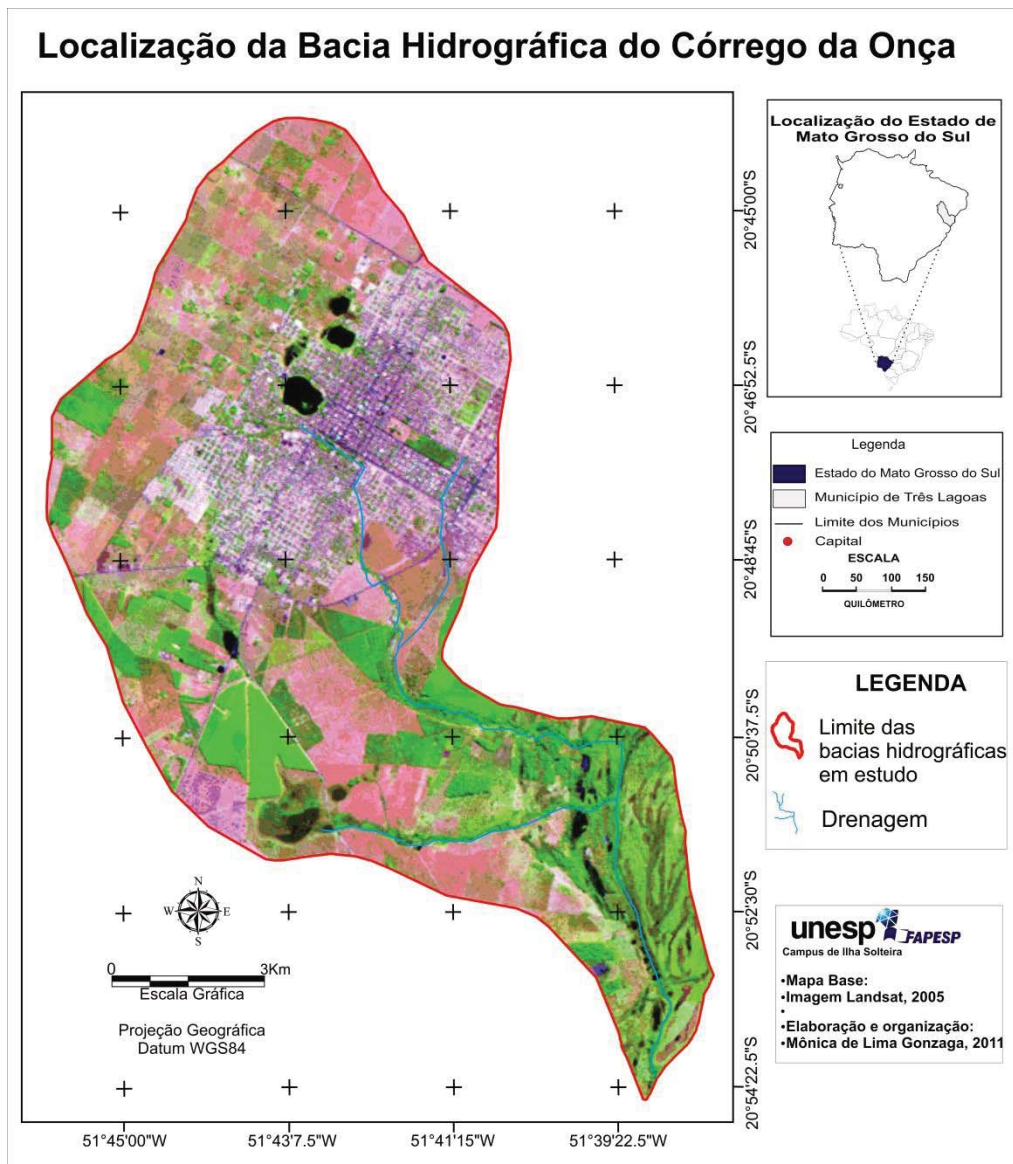 Localização da Bacia Hidrográfica do Córrego da Onça
Localização do Estado de
Mato Grosso do Sul
20°45'00"S
20°46'52.5"S
20°48'45"S
20°50'37.5"S
20°52'30"S
20°54'22.5"S
51°45'00"W
51°43'7.5"W
51°41'15"W
51°39'22.5"W
N
W
E
S
0
3Km
Escala Gráfica
Projeção Geográfica
Datum WGS84
Legenda
Estado do Mato Grosso do Sul
Município de Três Lagoas
Limite dos Municípios
Capital
ESCALA
0 50 100 150
QUILÔMETRO
LEGENDA
Limite das
bacias hidrográficas
em estudo
Drenagem
unesp FAPESP
Campus de Ilha Solteira
•Mapa Base:
•Imagem Landsat, 2005
•
•Elaboração e organização:
•Mônica de Lima Gonzaga, 2011